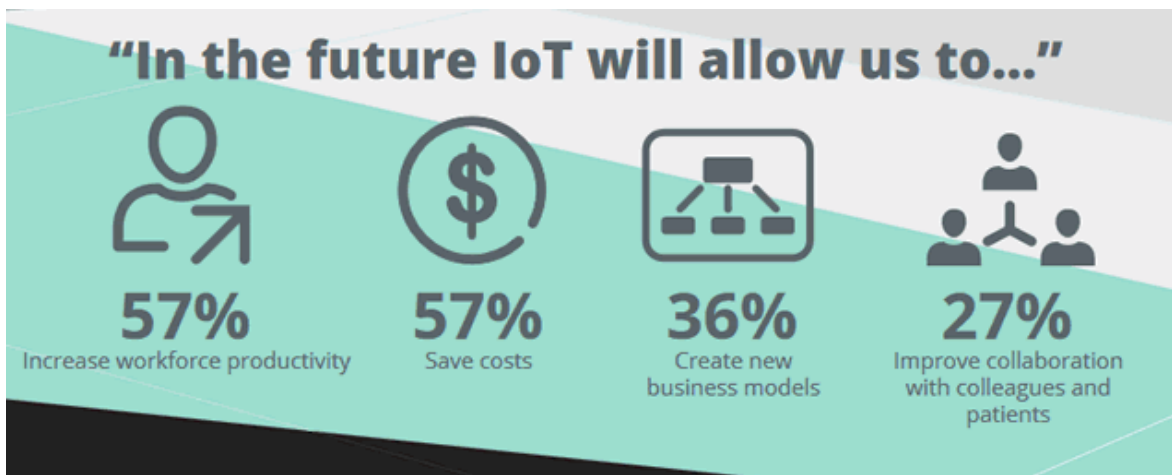 “In the future IoT will allow us to...”
$
57%
Increase workforce productivity
57%
Save costs
36%
Create new
business models
27%
Improve collaboration
with colleagues and
patients